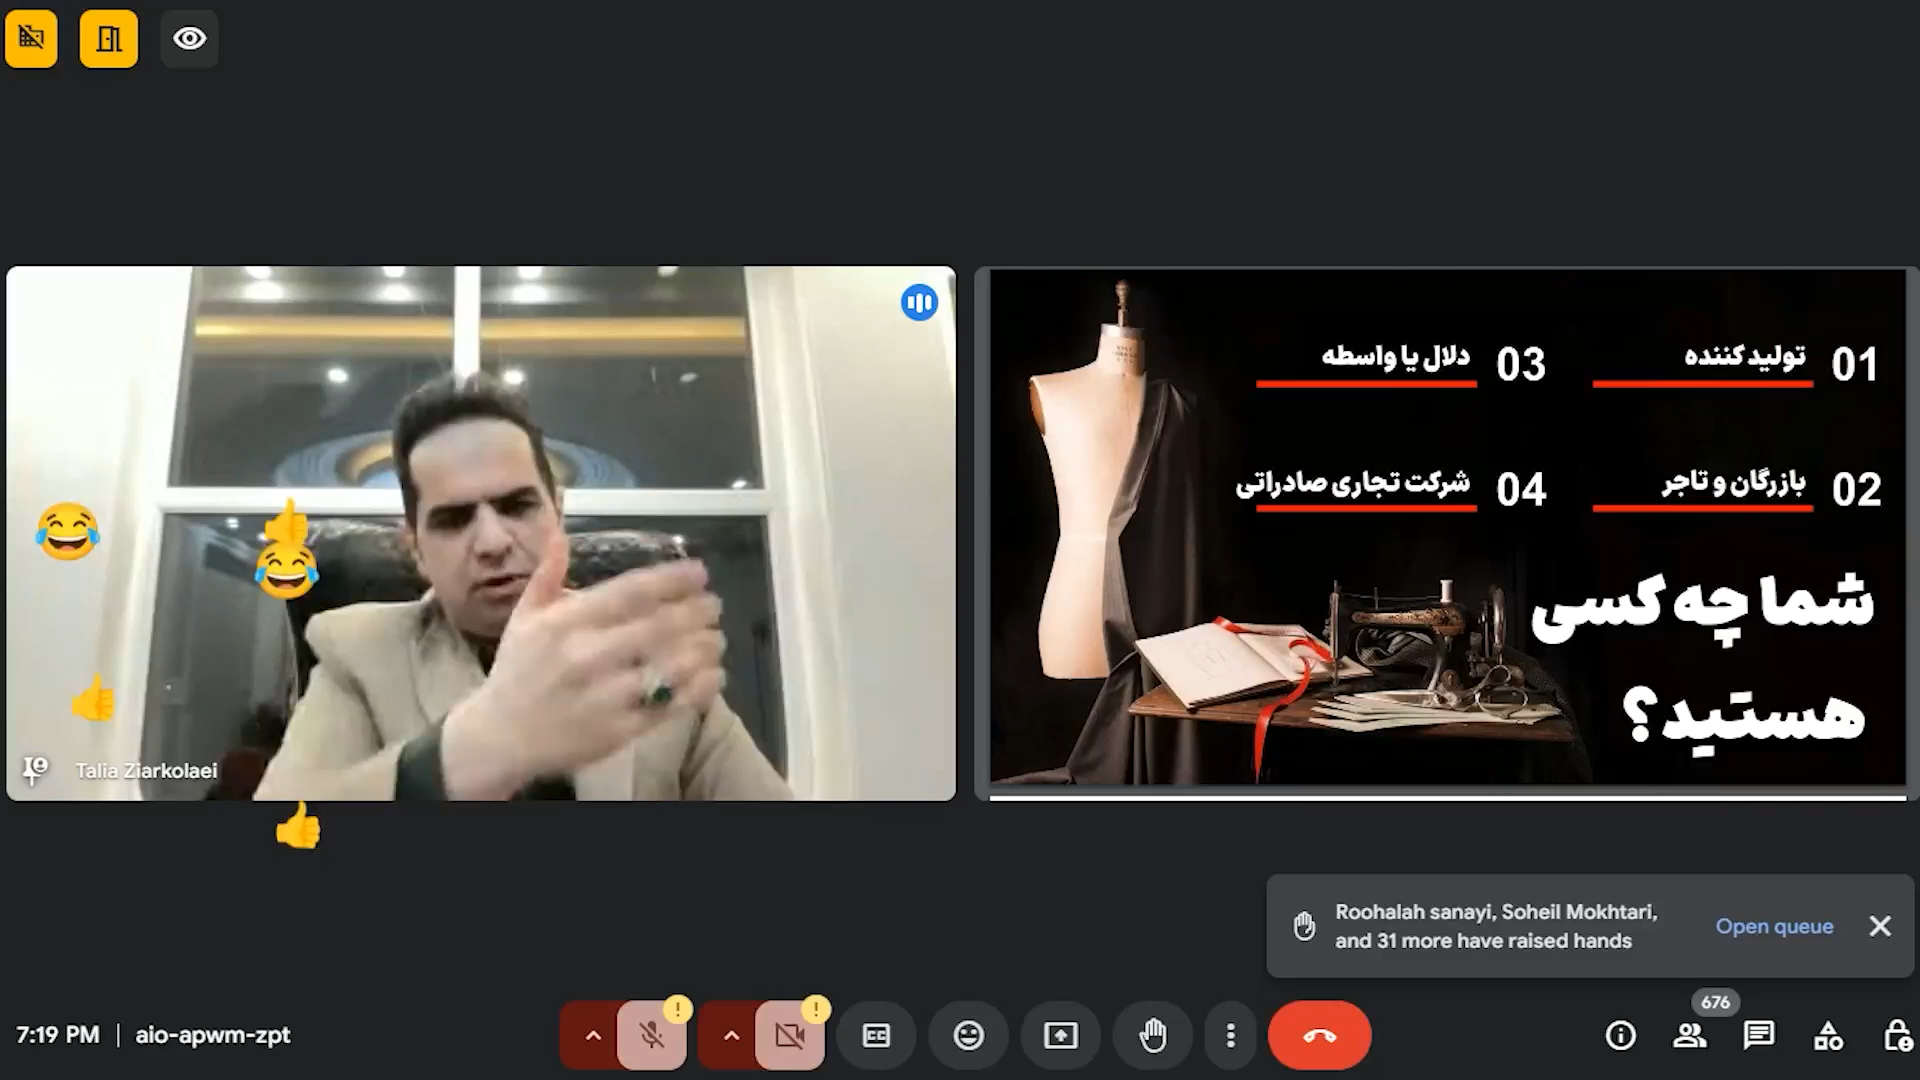 تولید کننده 01
دلال یا واسطه 03
بازرگان و تاجر 02
شرکت تجاری صادراتی 04
شما چه کسی
هستید؟
Talia Ziarkolaei
Roohalah sanayi, Soheil Mokhtari,
and 31 more have raised hands
Open queue
676
7:19 PM | aio-apwm-zpt
! !
CC